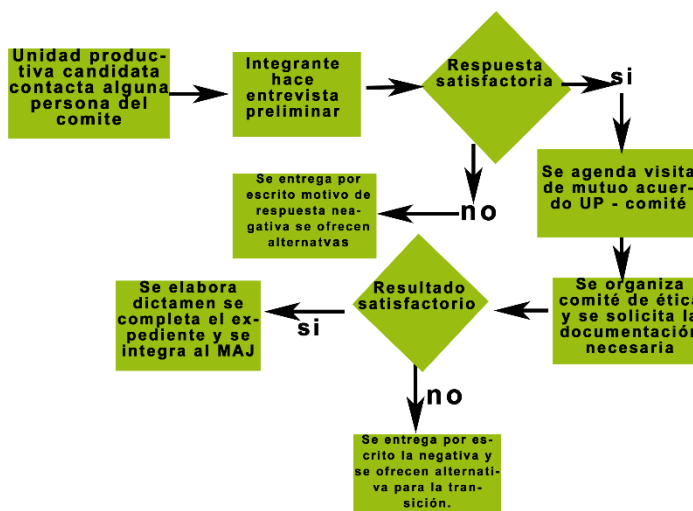 Unidad produc-
tiva candidata
contacta alguna
persona del
comite
Integrante
hace
entrevista
preliminar
Respuesta
satisfactoria
si
no
Se entrega por
escrito motivo de
respuesta nea-
gativa se ofrecen
alternatvas
Se agenda visita
de mutuo acuer-
do UP - comité
Se organiza
comité de ética
y se solicita la
documentación
necesaria
Resultado
satisfactorio
si
Se elabora
dictamen se
completa el ex-
pediente y se
integra al MAJ
no
Se entrega por es-
crito la negativa y
se ofrecen alternati-
va para la tran-
sición.